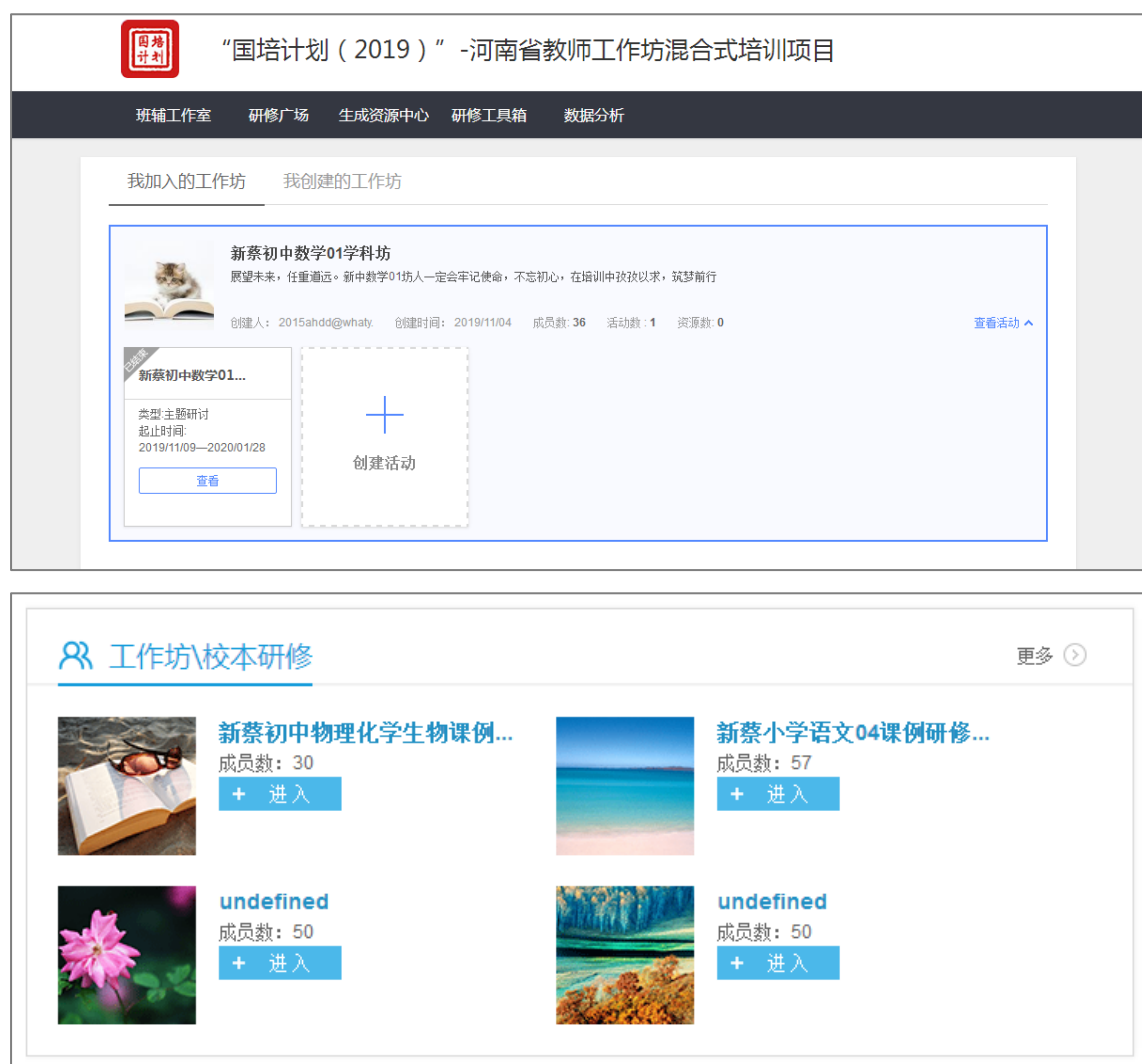 国培
计划
“国培计划（2019）”-河南省教师工作坊混合式培训项目
班辅工作室 研修广场 生成资源中心 研修工具箱 数据分析
我加入的工作坊 我创建的工作坊
新蔡初中数学01学科坊
展望未来，任重道远。新中数学01坊人一定会牢记使命，不忘初心，在培训中孜孜以求，筑梦前行
创建人： 2015ahdd@whaty. 创建时间： 2019/11/04 成员数: 36 活动数 : 1 资源数: 0 查看活动
已结束
新蔡初中数学01...
类型:主题研讨
起止时间:
2019/11/09—2020/01/28
查看
创建活动
工作坊\校本研修 更多
新蔡初中物理化学生物课例... 新蔡小学语文04课例研修...
成员数：30 成员数：57
+ 进入 + 进入
undefined undefined
成员数：50 成员数：50
+ 进入 + 进入